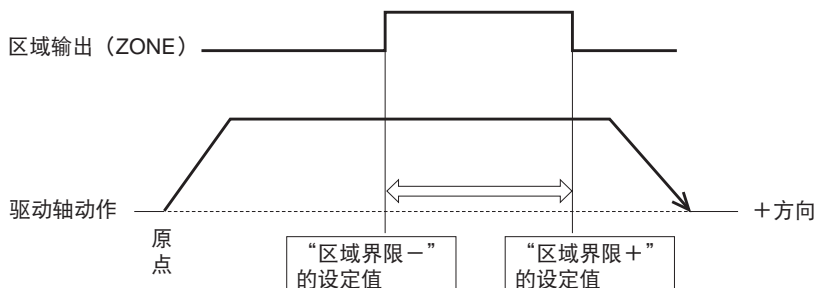 区域输出（ZONE）
驱动轴动作
＋方向
原
点
“区域界限－”
的设定值
“区域界限＋”
的设定值